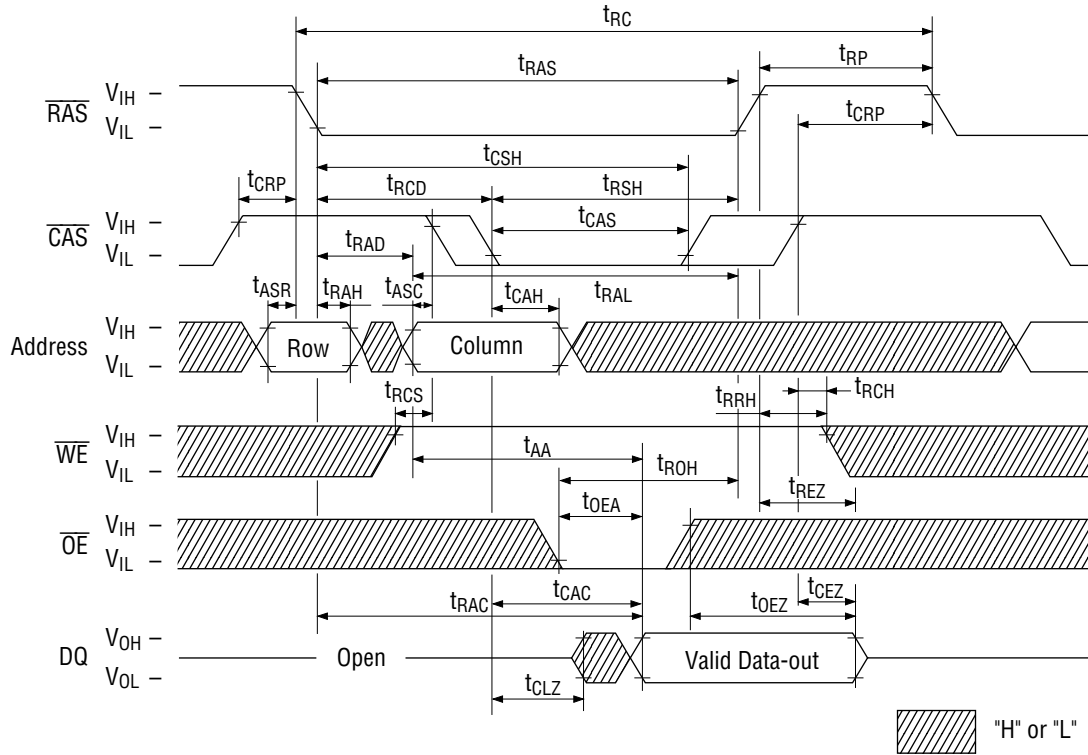 tRC
tRAS
tRP
RAS
VIH –
VIL –
tCRP
tCSH
tCRP
tRCD
tRSH
CAS
VIH –
VIL –
tCAS
tRAD
tRAL
tASR
tRAH
tASC
tCAH
Address
VIH –
VIL –
Row
Column
tRCS
tRRH
tRCH
WE
VIH –
VIL –
tAA
tROH
tREZ
tOEA
OE
VIH –
VIL –
tCAC
tRAC
tOEZ
tCEZ
DQ
VOH –
VOL –
Open
Valid Data-out
tCLZ
"H" or "L"